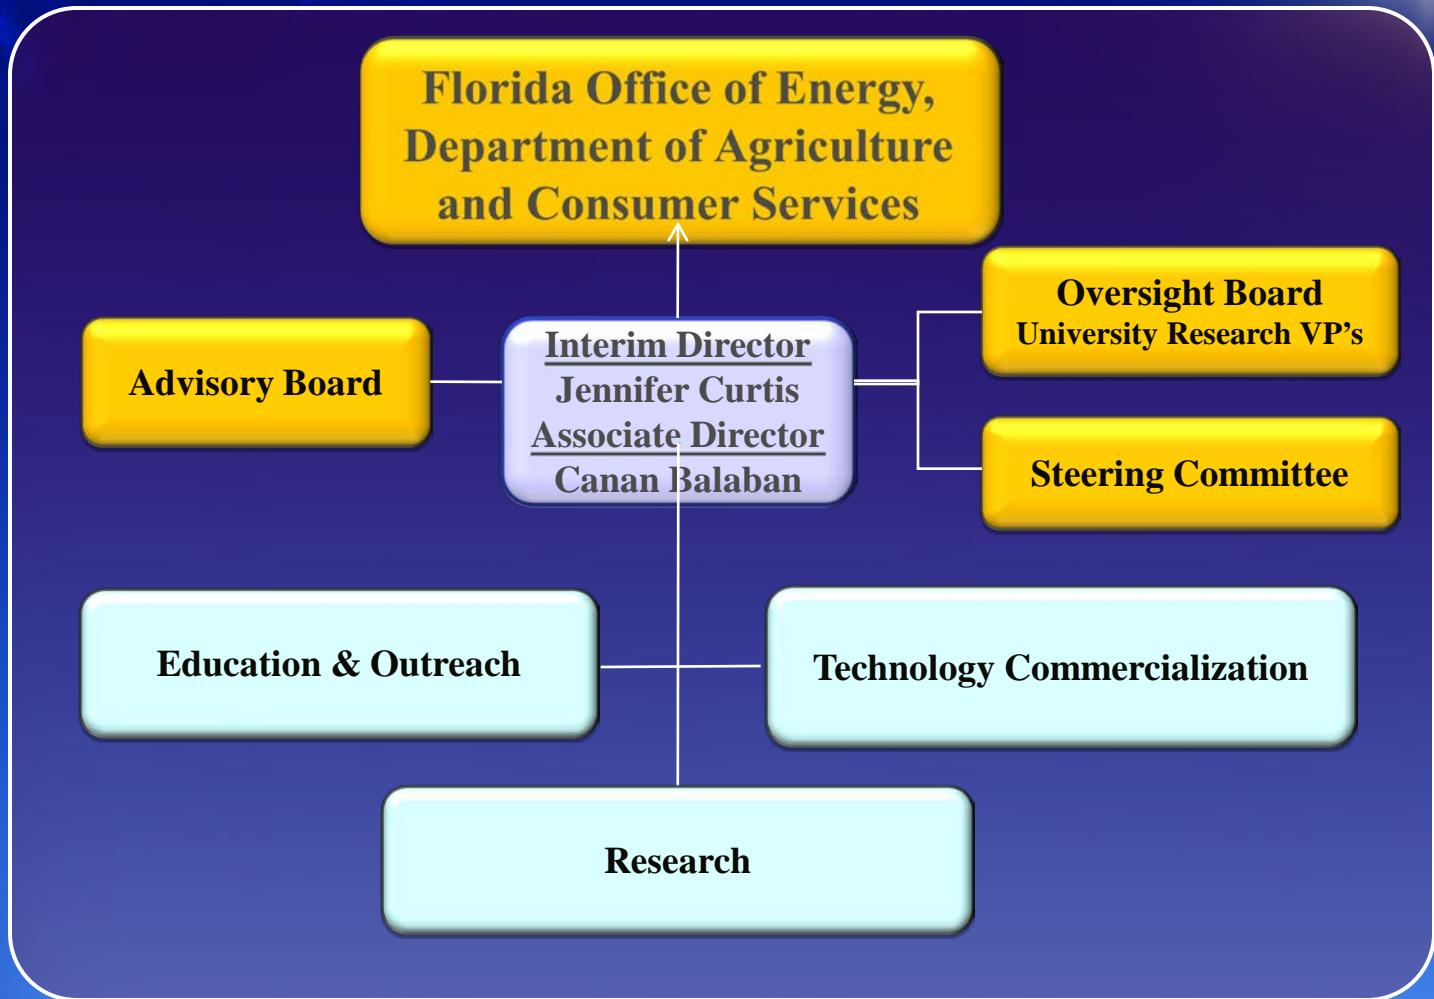 Florida Office of Energy,
Department of Agriculture
and Consumer Services
Oversight Board
University Research VP's
Advisory Board
Interim Director
Jennifer Curtis
Associate Director
Canan Balaban
Steering Committee
Education & Outreach
Technology Commercialization
Research